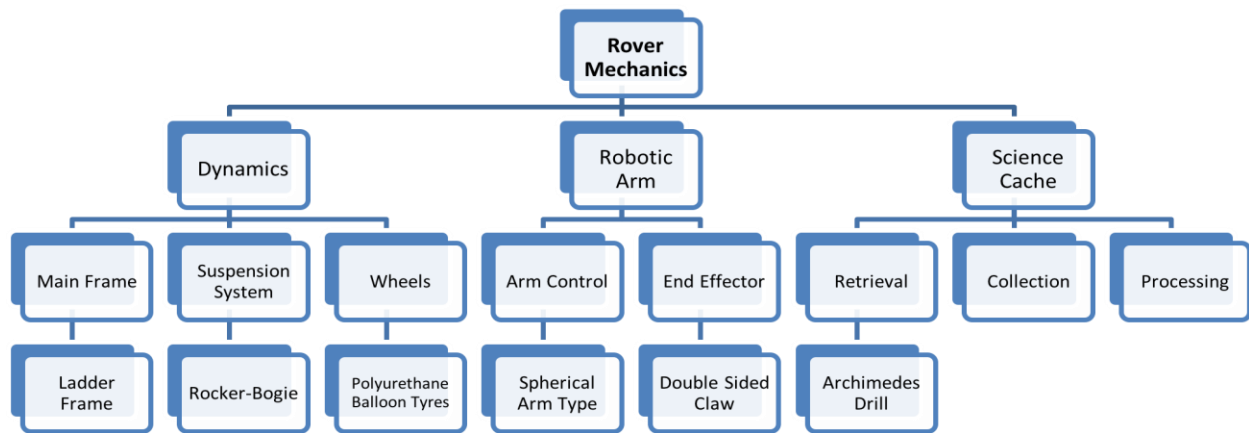 Rover
Mechanics
Dynamics
Robotic
Arm
Science
Cache
Main Frame
Suspension
System
Wheels
Arm Control
End Effector
Retrieval
Collection
Processing
Ladder
Frame
Rocker-Bogie
Polyurethane
Balloon Tyres
Spherical
Arm Type
Double Sided
Claw
Archimedes
Drill